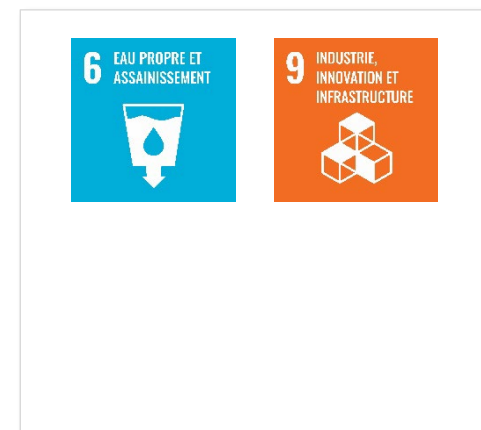 6 EAU PROPRE ET
ASSAINISSEMENT
9 INDUSTRIE,
INNOVATION ET
INFRASTRUCTURE